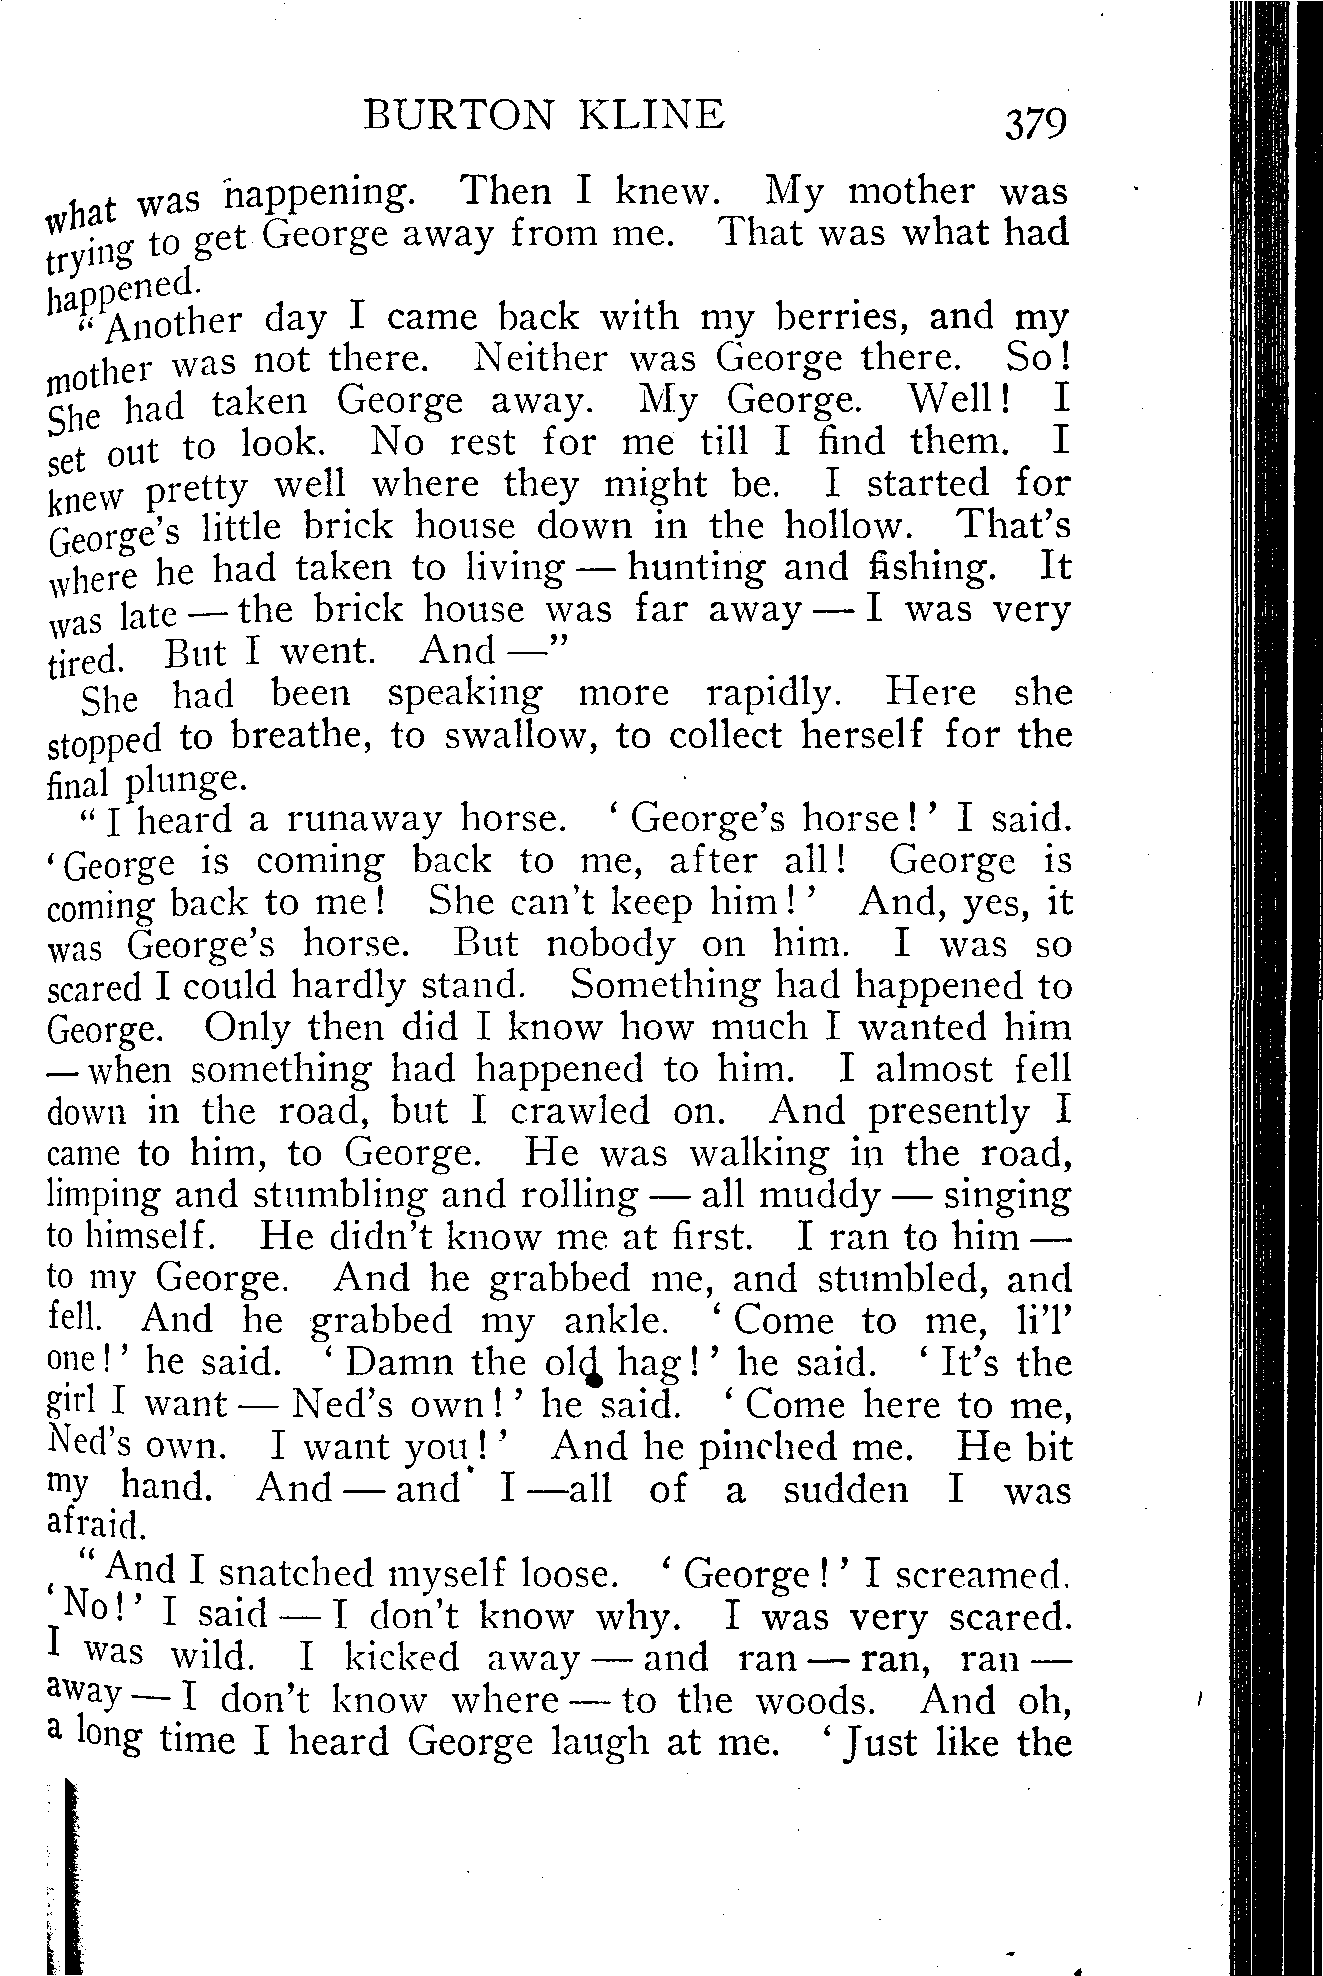 BURTON KLINE 379
what was happening. Then I knew. My mother was
trying to get George away from me. That was what had
happened.
“Another day I came back with my berries, and my
mother was not there. Neither was George there. So!
She had taken George away. My George. Well! I
set out to look. No rest for me till I find them. I
knew pretty well where they might be. I started for
George's little brick house down in the hollow. That's
where he had taken to living — hunting and fishing. It
was late — the brick house was far away — I was very
tired. But I went. And —”
She had been speaking more rapidly. Here she
stopped to breathe, to swallow, to collect herself for the
final plunge.
“I heard a runaway horse. ‘George's horse!’ I said.
‘George is coming back to me, after all! George is
coming back to me! She can't keep him!’ And, yes, it
was George's horse. But nobody on him. I was so
scared I could hardly stand. Something had happened to
George. Only then did I know how much I wanted him
— when something had happened to him. I almost fell
down in the road, but I crawled on. And presently I
came to him, to George. He was walking in the road,
limping and stumbling and rolling — all muddy — singing
to himself. He didn't know me at first. I ran to him —
to my George. And he grabbed me, and stumbled, and
fell. And he grabbed my ankle. ‘Come to me, li'l'
one!’ he said. ‘Damn the old hag!’ he said. ‘It's the
girl I want — Ned's own!’ he said. ‘Come here to me,
Ned's own. I want you!’ And he pinched me. He bit
my hand. And — and I —all of a sudden I was
afraid.
“And I snatched myself loose. ‘George!’ I screamed.
‘No!’ I said — I don't know why. I was very scared.
I was wild. I kicked away — and ran — ran, ran —
away — I don't know where — to the woods. And oh,
a long time I heard George laugh at me. ‘Just like the